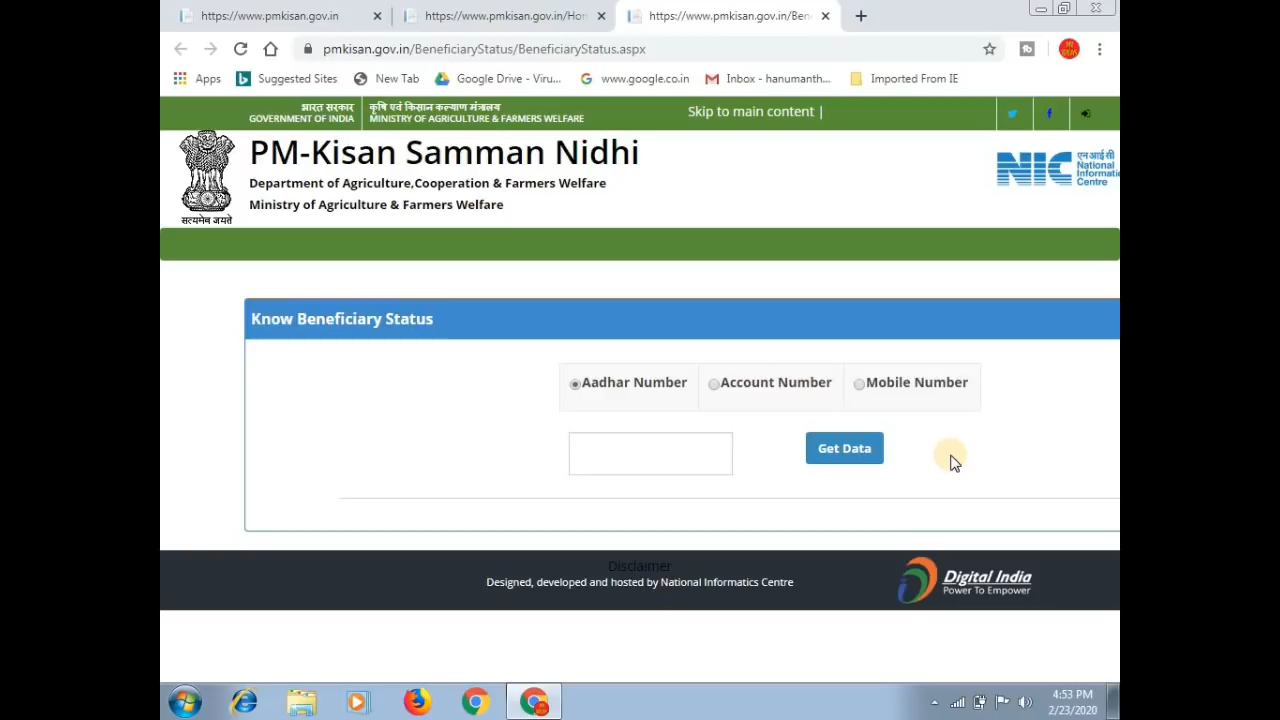 https://www.pmkisan.gov.in
https://www.pmkisan.gov.in/Hom
https://www.pmkisan.gov.in/Ben
pmkisan.gov.in/BeneficiaryStatus/BeneficiaryStatus.aspx
Apps
Suggested Sites
New Tab
Google Drive - Viru...
www.google.co.in
Inbox - hanumanth...
Imported From IE
भारत सरकार
GOVERNMENT OF INDIA
कृषि एवं किसान कल्याण मंत्रालय
MINISTRY OF AGRICULTURE & FARMERS WELFARE
Skip to main content |
PM-Kisan Samman Nidhi
Department of Agriculture,Cooperation & Farmers Welfare
Ministry of Agriculture & Farmers Welfare
सत्यमेव जयते
NIC
एनआईसी
National
Informatic
Centre
Know Beneficiary Status
Aadhar Number
Account Number
Mobile Number
Get Data
Disclaimer
Designed, developed and hosted by National Informatics Centre
Digital India
Power To Empower
4:53 PM
2/23/2020